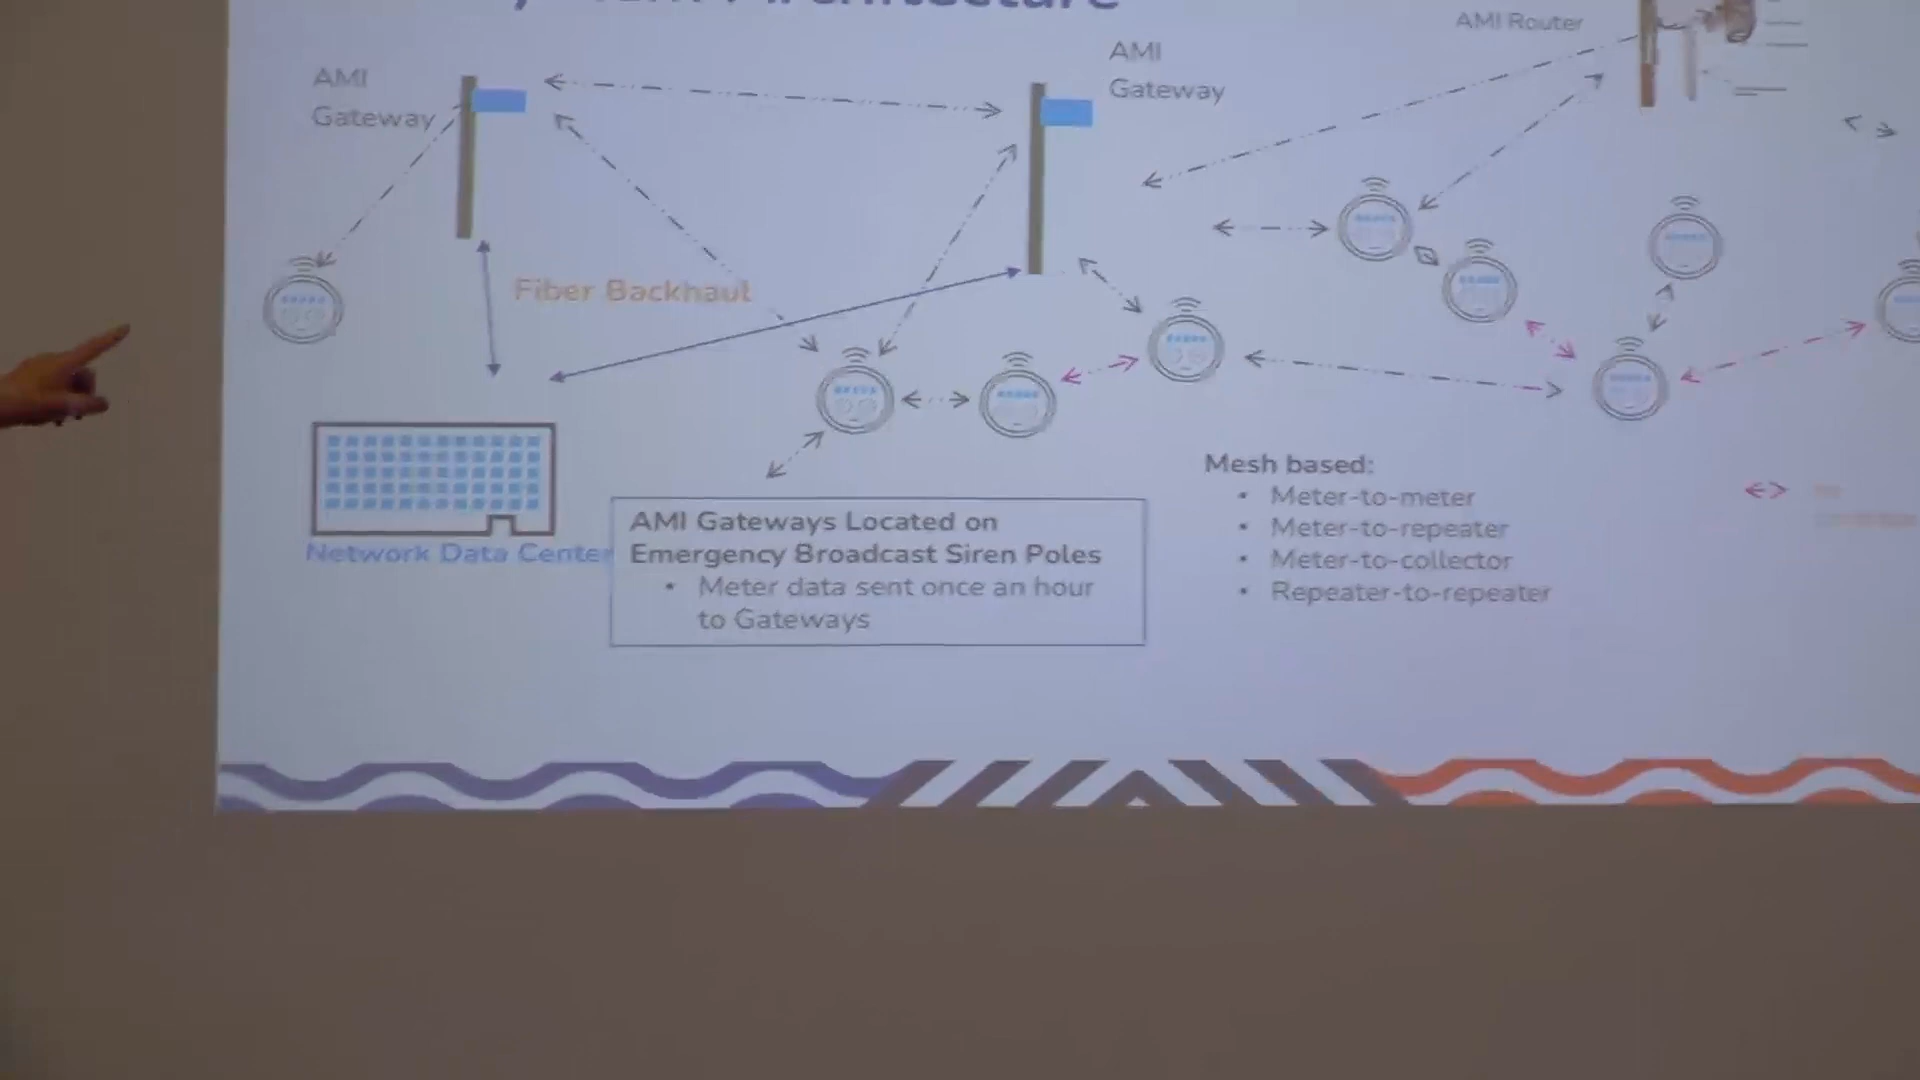 Architecture
AMI
Gateway
AMI
Gateway
AMI Router
Fiber Backhaul
Network Data Center
AMI Gateways Located on
Emergency Broadcast Siren Poles
• Meter data sent once an hour
to Gateways
Mesh based:
• Meter-to-meter
• Meter-to-repeater
• Meter-to-collector
• Repeater-to-repeater